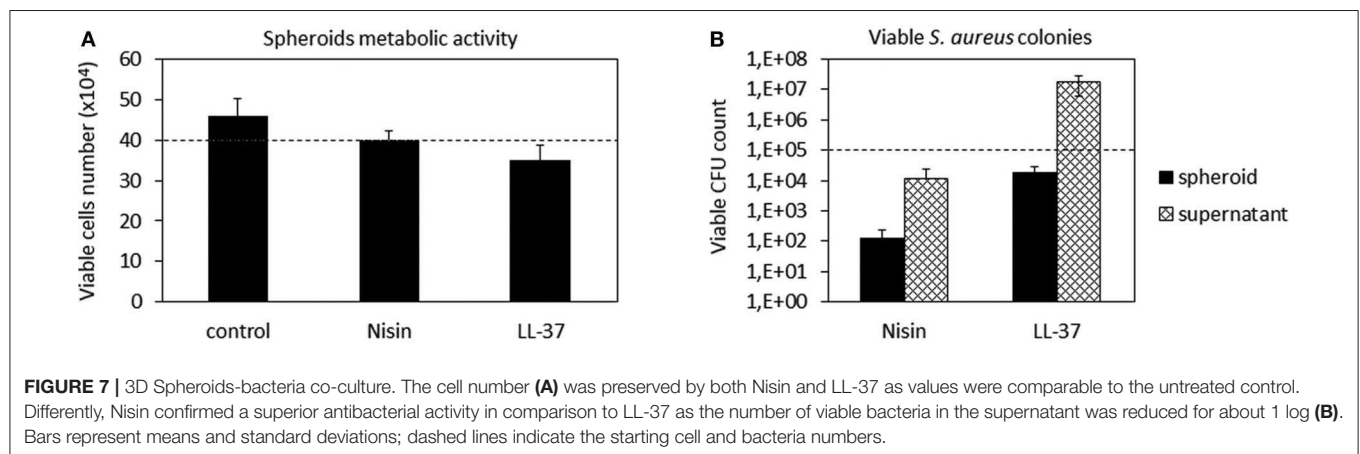 A
Spheroids metabolic activity
Viable cells number (x10⁴)
60
50
40
30
20
10
0
control Nisin LL-37
B
Viable S. aureus colonies
Viable CFU count
1,E+08
1,E+07
1,E+06
1,E+05
1,E+04
1,E+03
1,E+02
1,E+01
1,E+00
Nisin LL-37
spheroid
supernatant
FIGURE 7 | 3D Spheroids-bacteria co-culture. The cell number (A) was preserved by both Nisin and LL-37 as values were comparable to the untreated control.
Differently, Nisin confirmed a superior antibacterial activity in comparison to LL-37 as the number of viable bacteria in the supernatant was reduced for about 1 log (B).
Bars represent means and standard deviations; dashed lines indicate the starting cell and bacteria numbers.